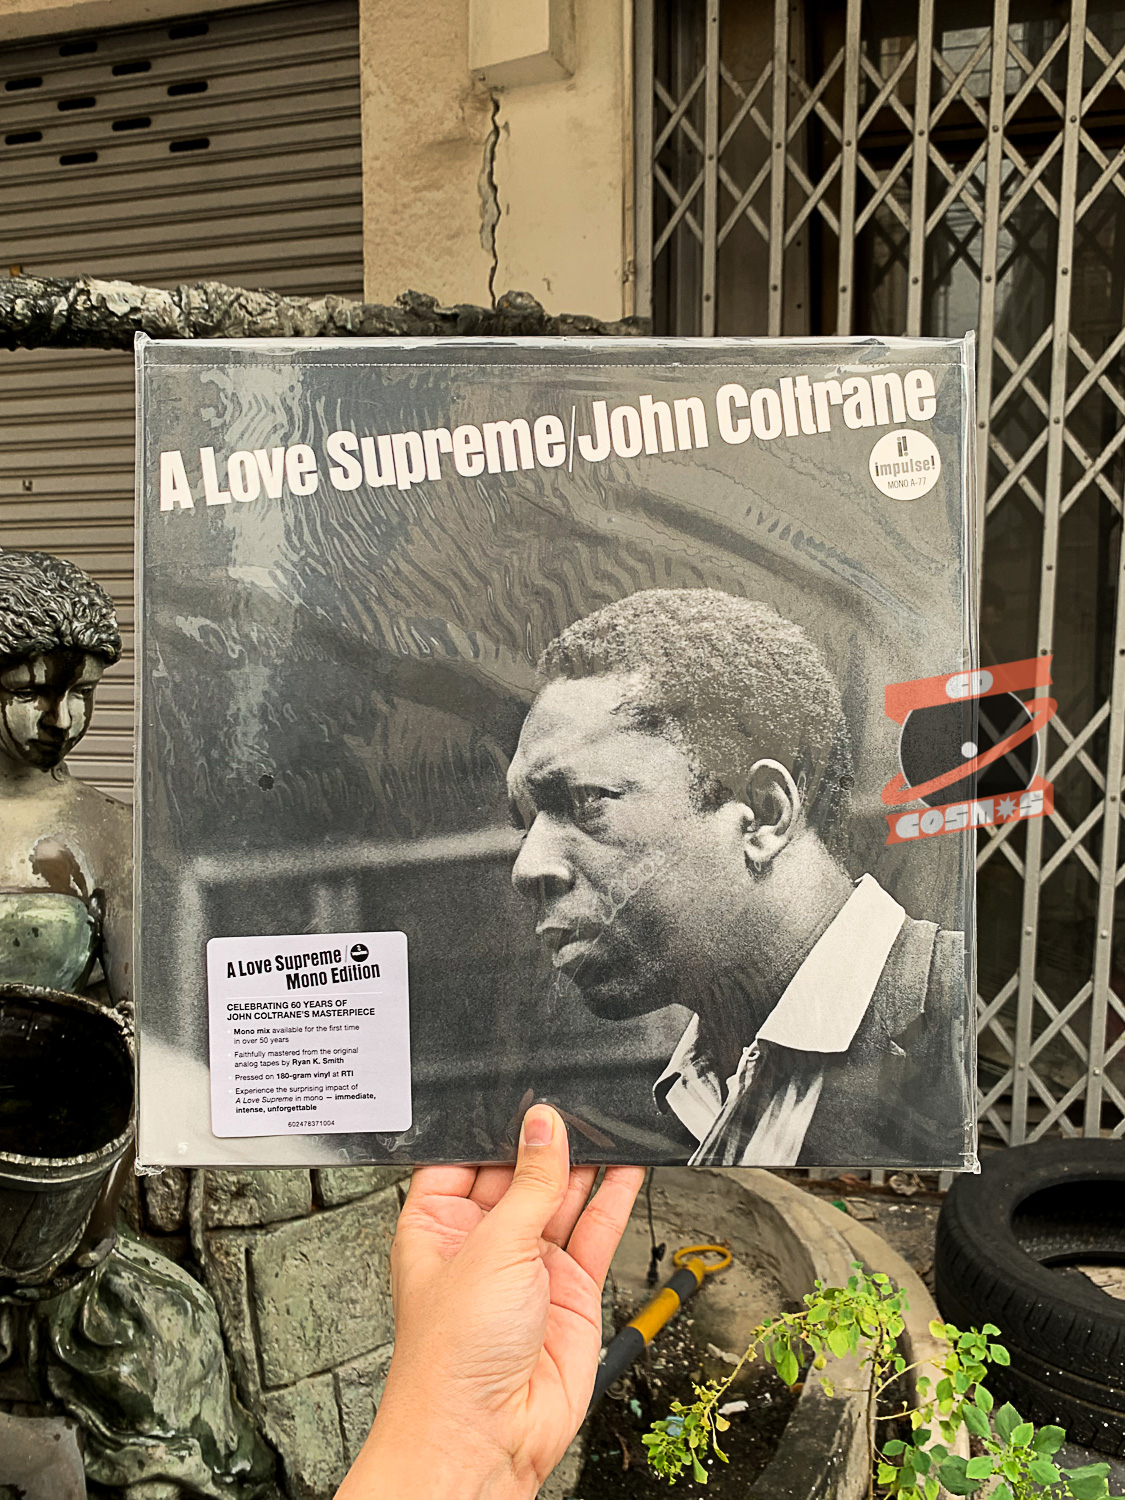 A Love Supreme/John Coltrane
impulse!
MONO A-77
CD
COSMOS
A Love Supreme/
Mono Edition
CELEBRATING 60 YEARS OF
JOHN COLTRANE'S MASTERPIECE
Mono mix available for the first time
in over 50 years
Faithfully mastered from the original
analog tapes by Ryan K. Smith
Pressed on 180-gram vinyl at RTI
Experience the surprising impact of
A Love Supreme in mono — immediate,
intense, unforgettable
602478371004